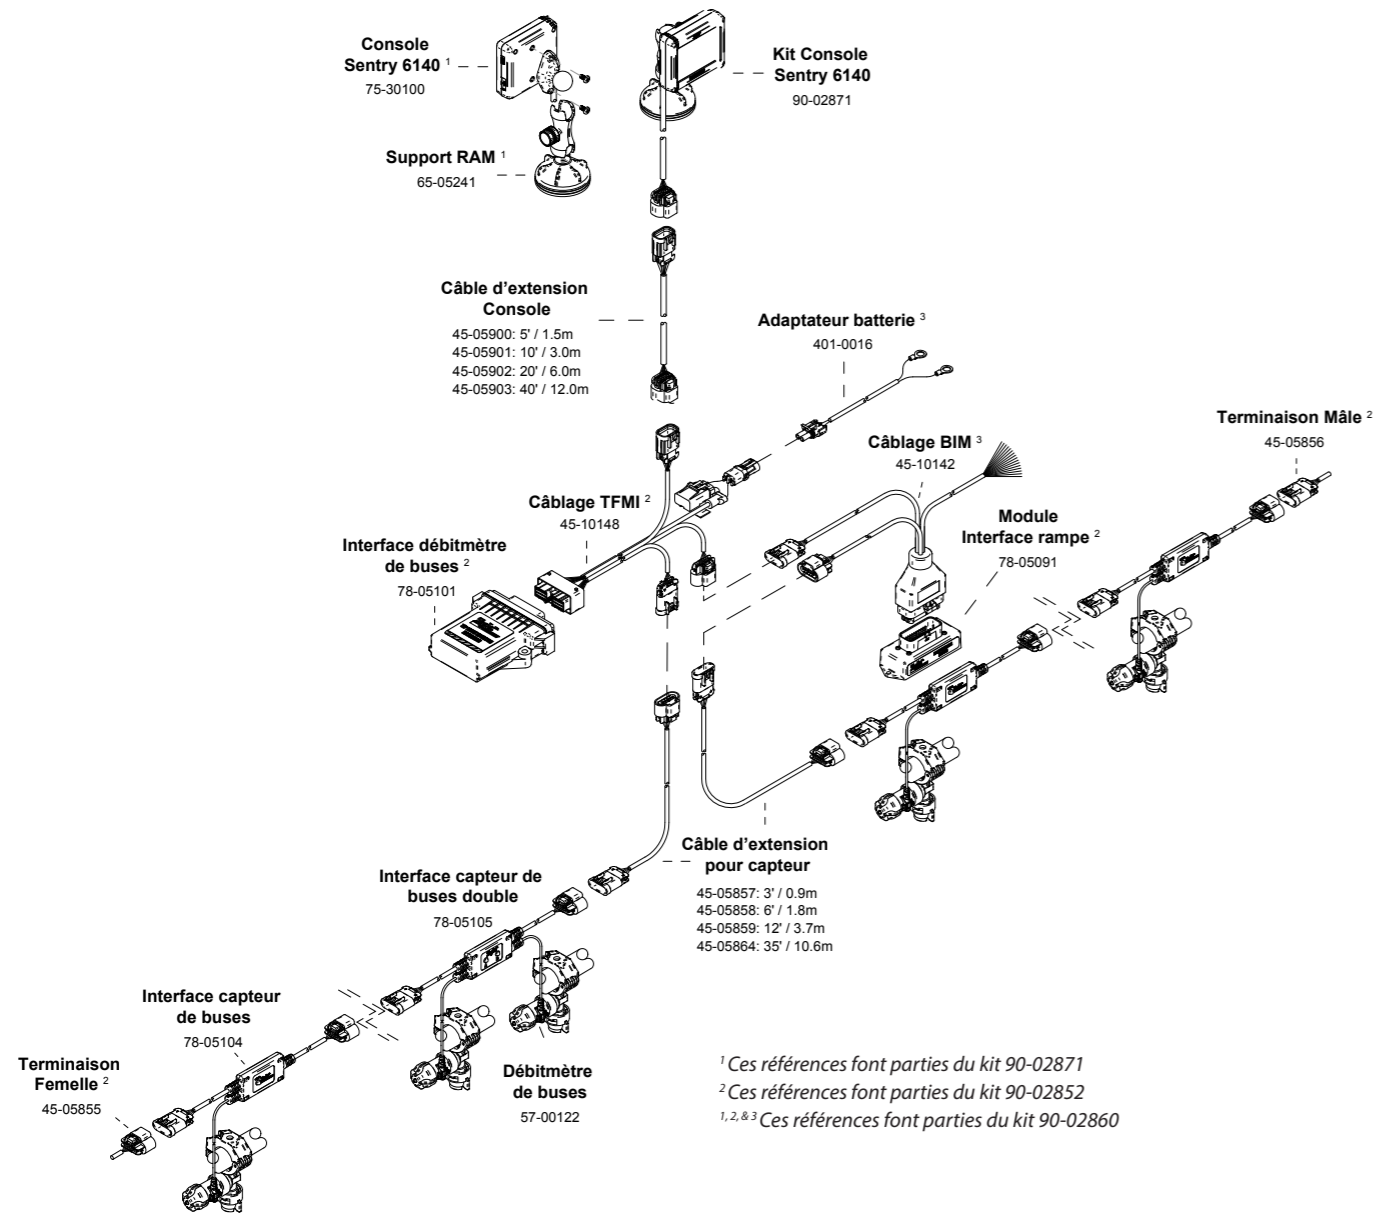 Console
Sentry 6140 ¹
75-30100
Kit Console
Sentry 6140
90-02871
Support RAM ¹
65-05241
Câble d'extension
Console
45-05900: 5' / 1.5m
45-05901: 10' / 3.0m
45-05902: 20' / 6.0m
45-05903: 40' / 12.0m
Adaptateur batterie ³
401-0016
Terminaison Mâle ²
45-05856
Câblage BIM ³
45-10142
Câblage TFMI ²
45-10148
Module
Interface rampe ²
78-05091
Interface débitmètre
de buses ²
78-05101
Câble d'extension
pour capteur
45-05857: 3' / 0.9m
45-05858: 6' / 1.8m
45-05859: 12' / 3.7m
45-05864: 35' / 10.6m
Interface capteur de
buses double
78-05105
Interface capteur
de buses
78-05104
Terminaison
Femelle ²
45-05855
Débitmètre
de buses
57-00122
¹ Ces références font parties du kit 90-02871
² Ces références font parties du kit 90-02852
¹, ², & ³ Ces références font parties du kit 90-02860